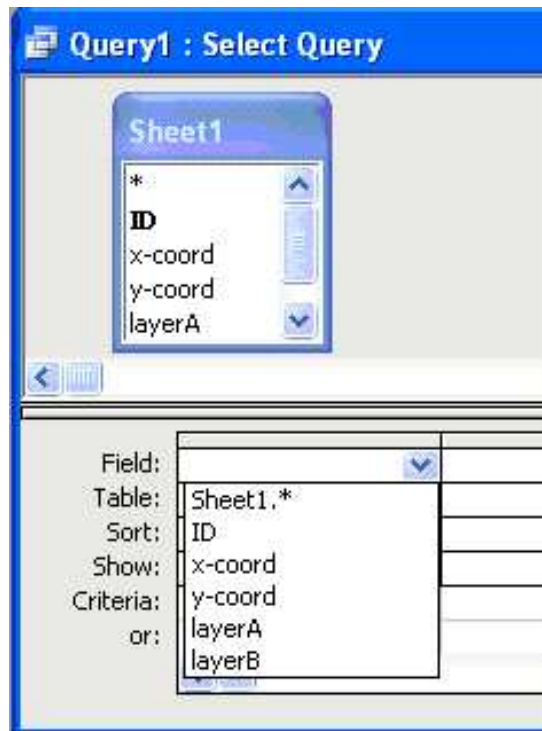 Query1 : Select Query
Sheet1
*
ID
x-coord
y-coord
layerA
Field:
Table:
Sort:
Show:
Criteria:
or:
Sheet1.*
ID
x-coord
y-coord
layerA
layerB